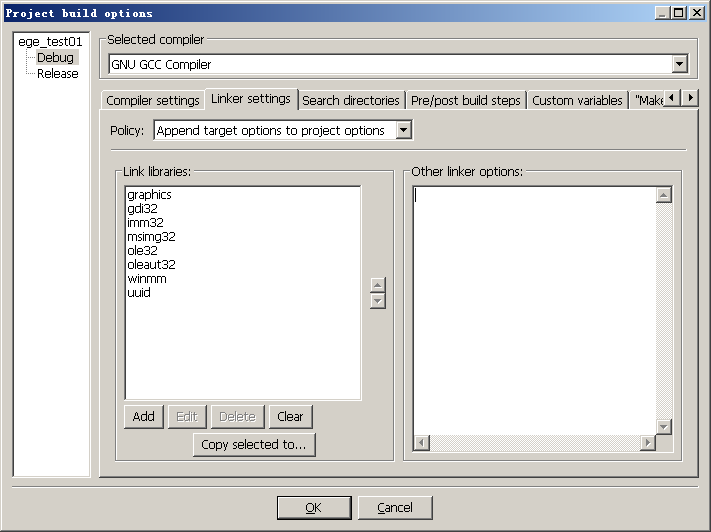 Project build options
ege_test01
Debug
Release
Selected compiler
GNU GCC Compiler
Compiler settings
Linker settings
Search directories
Pre/post build steps
Custom variables
"Make
Policy:
Append target options to project options
Link libraries:
graphics
gdi32
imm32
msimg32
ole32
oleaut32
winmm
uuid
Add
Edit
Delete
Clear
Copy selected to...
Other linker options:
OK
Cancel